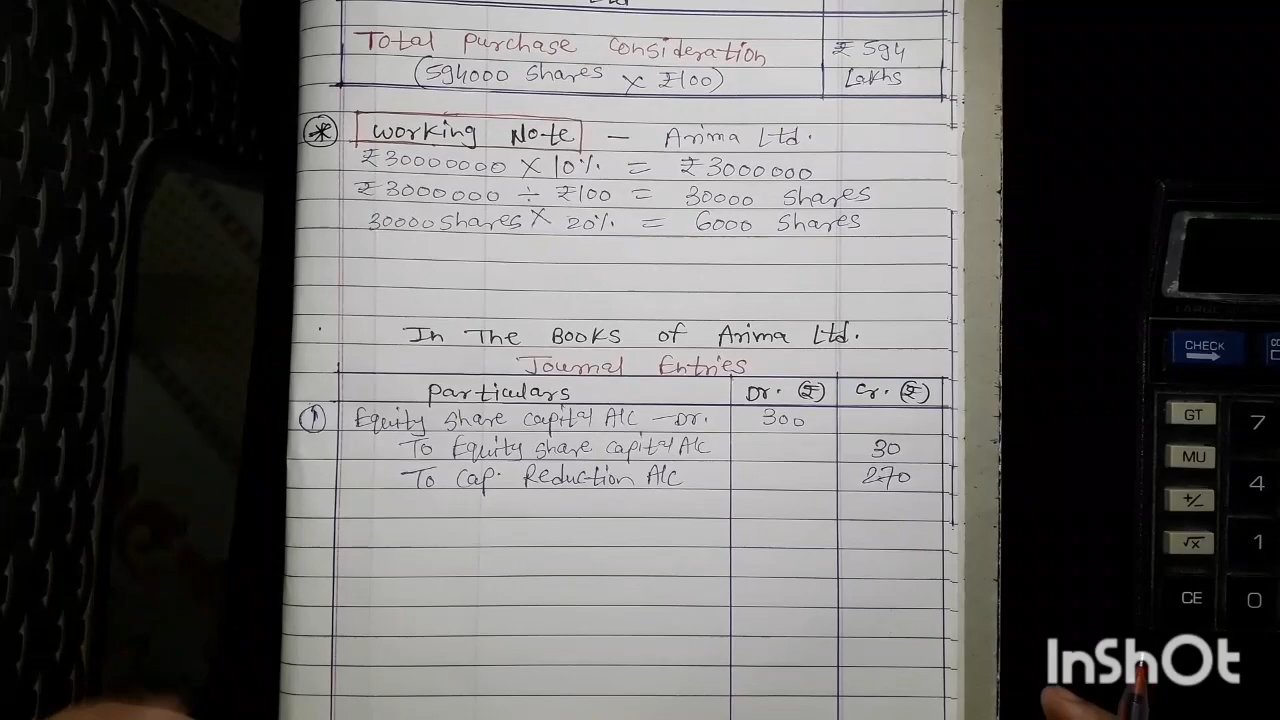 Total Purchase Consideration ₹ 594
(594000 Shares X ₹100) Lakhs
* Working Note — Arima Ltd.
₹30000000 X 10% = ₹3000000
₹3000000 ÷ ₹100 = 30000 Shares
30000 Shares X 20% = 6000 Shares
In The Books of Arima Ltd.
Journal Entries
Particulars Dr. (₹) Cr. (₹)
1 Equity Share Capital A/c — Dr. 300
To Equity Share Capital A/c 30
To Cap. Reduction A/c 270
CHECK
GT 7
MU 4
+/-
√x 1
CE 0
InShOt